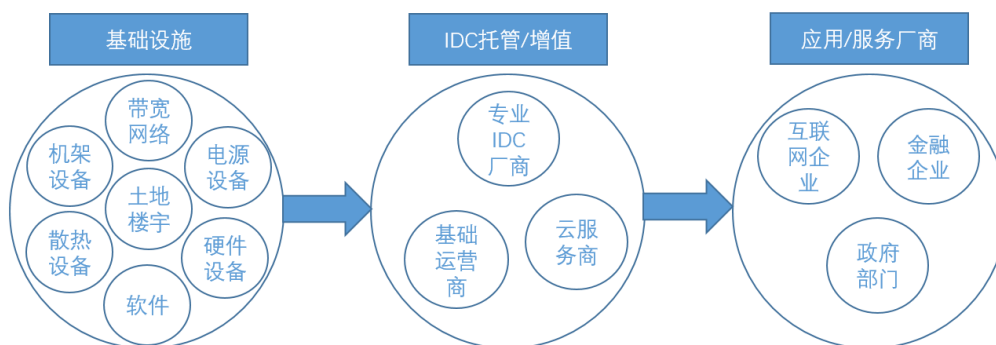 基础设施
IDC托管/增值
应用/服务厂商
带宽
网络
机架
设备
电源
设备
土地
楼宇
散热
设备
硬件
设备
软件
专业
IDC
厂商
基础
运营
商
云服
务商
互联
网企
业
金融
企业
政府
部门